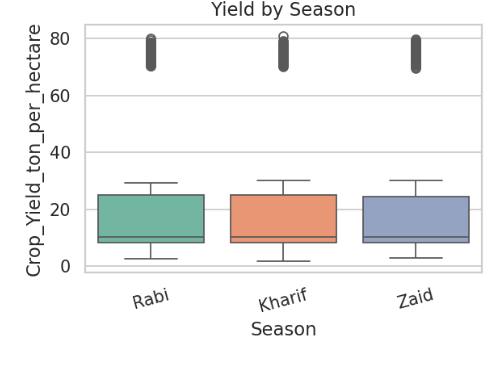 Yield by Season
Crop_Yield_ton_per_hectare
80
60
40
20
0
Rabi
Kharif
Zaid
Season